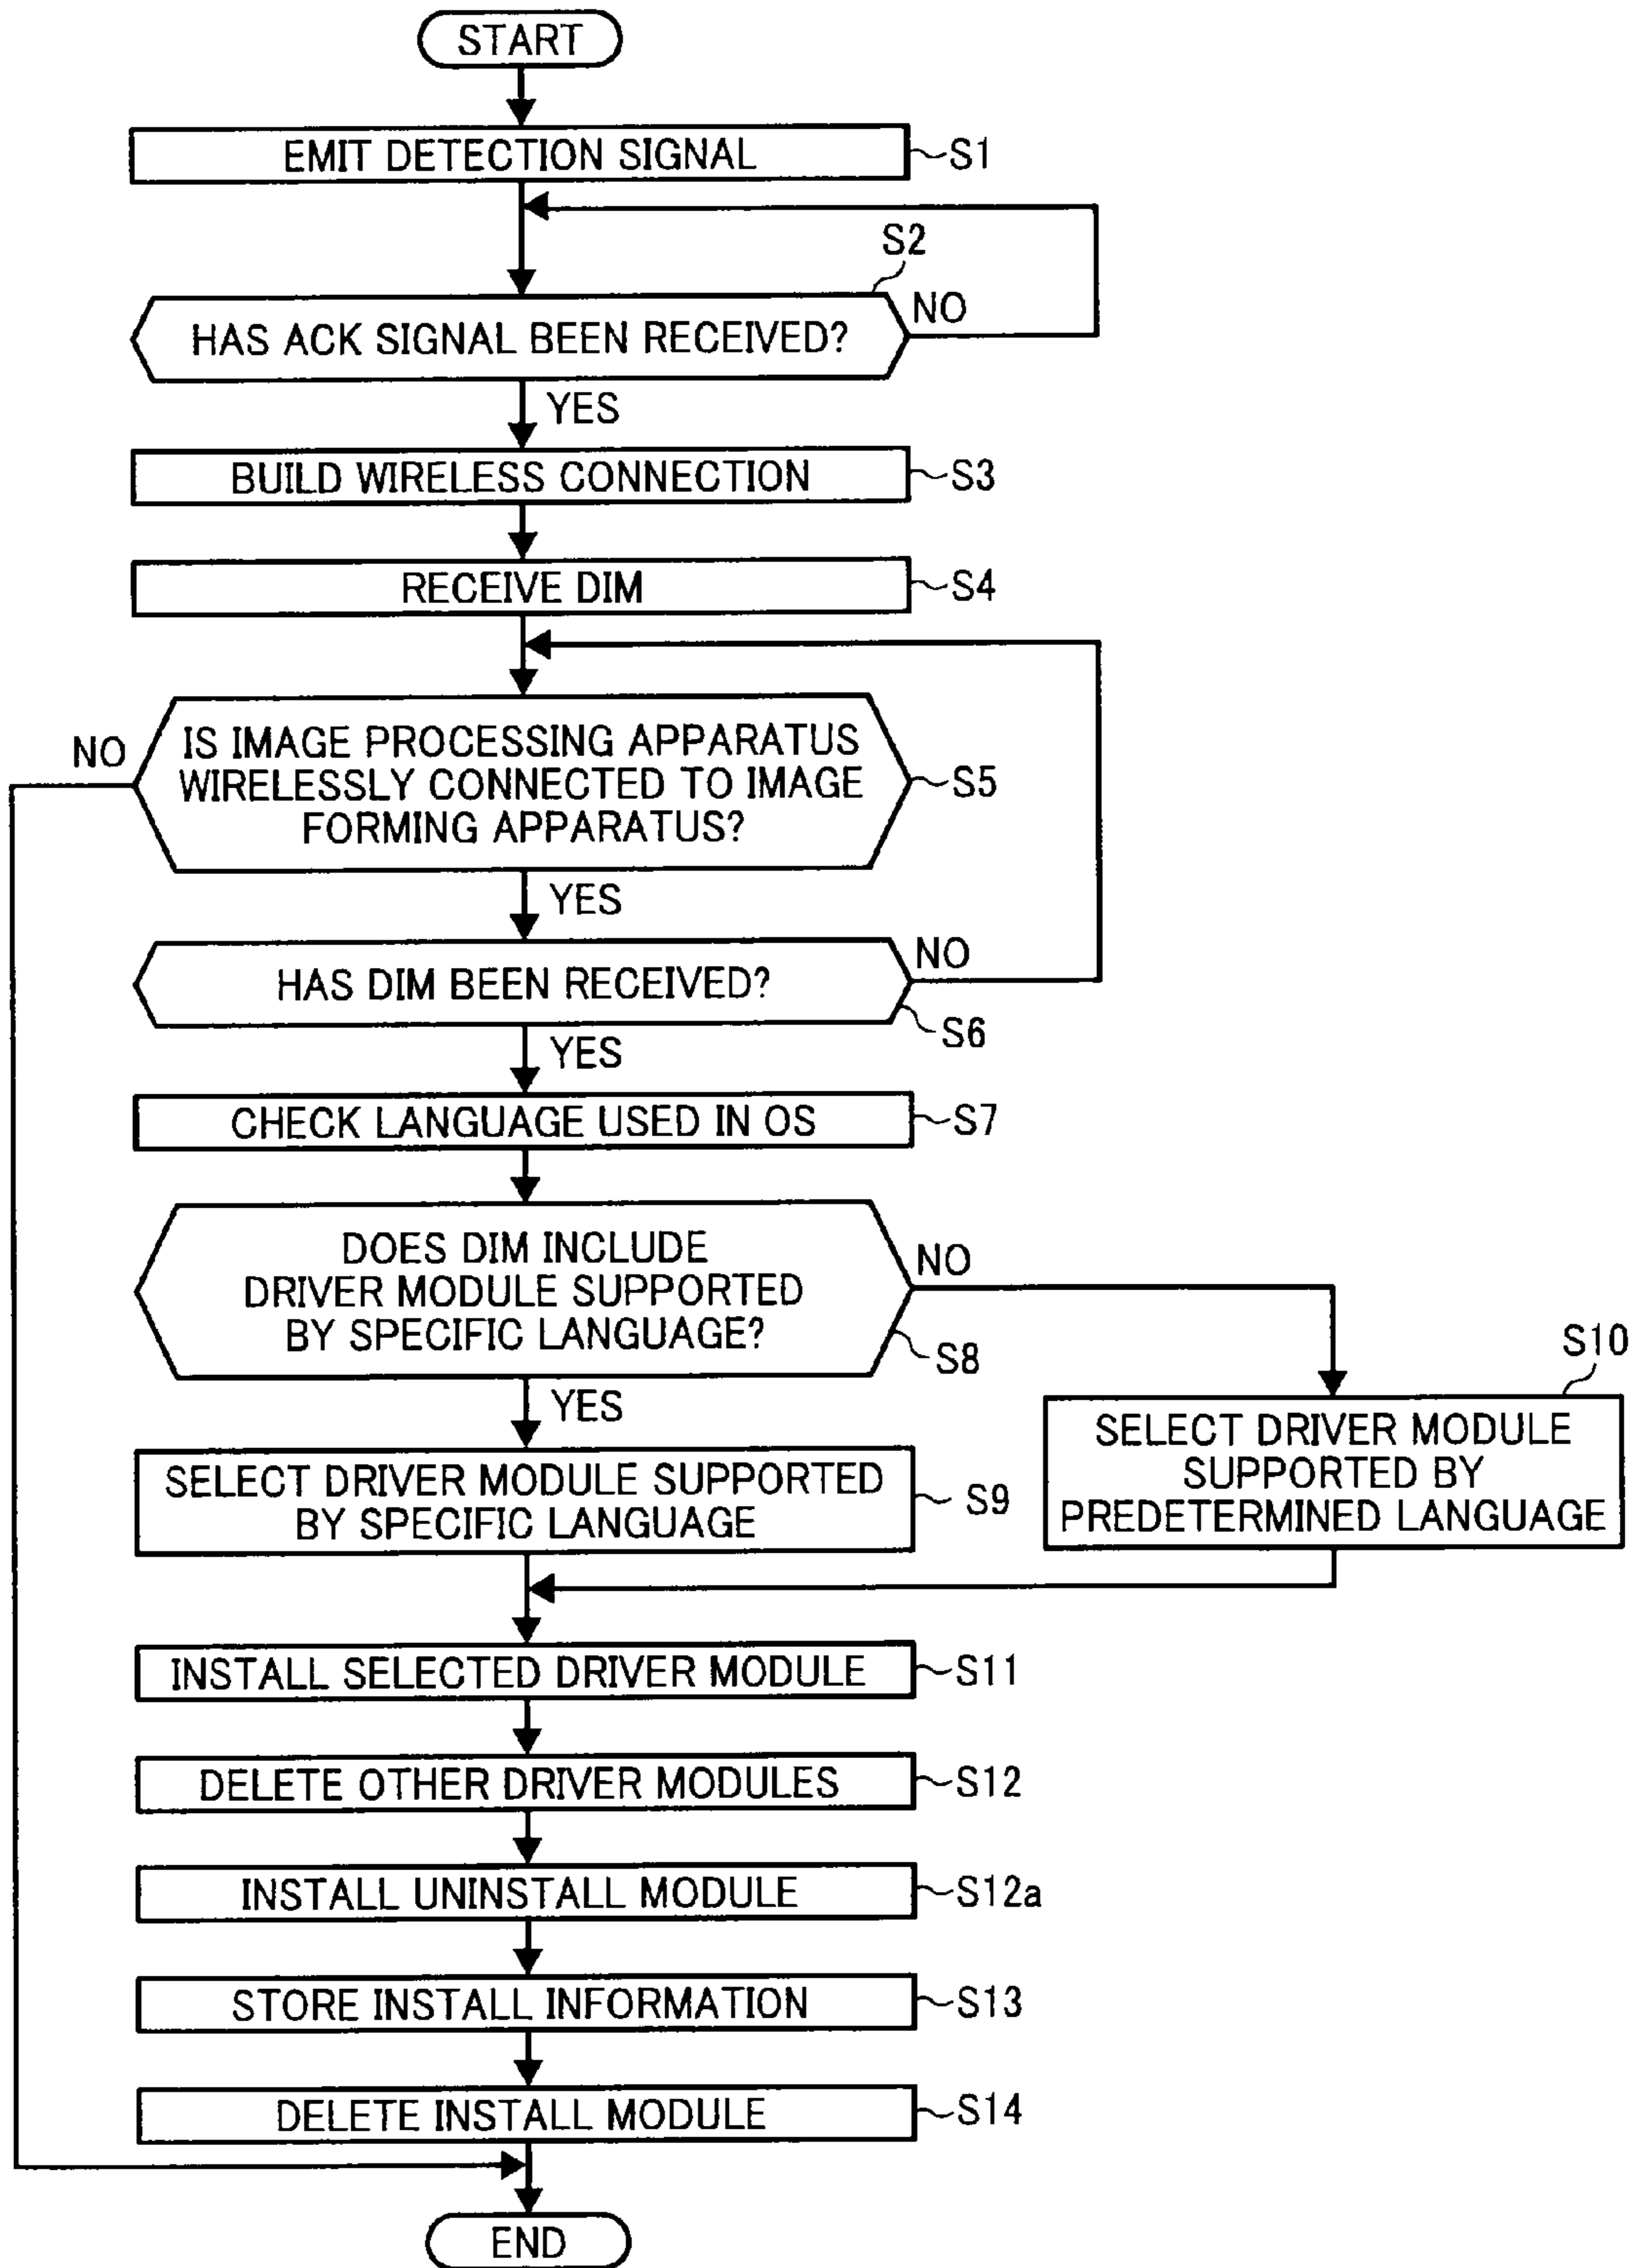 START
EMIT DETECTION SIGNAL
S1
S2
HAS ACK SIGNAL BEEN RECEIVED?
NO
YES
BUILD WIRELESS CONNECTION
S3
RECEIVE DIM
S4
NO
IS IMAGE PROCESSING APPARATUS
WIRELESSLY CONNECTED TO IMAGE
FORMING APPARATUS?
S5
YES
HAS DIM BEEN RECEIVED?
NO
S6
YES
CHECK LANGUAGE USED IN OS
S7
DOES DIM INCLUDE
DRIVER MODULE SUPPORTED
BY SPECIFIC LANGUAGE?
NO
S8
YES
S10
SELECT DRIVER MODULE
SUPPORTED BY
PREDETERMINED LANGUAGE
SELECT DRIVER MODULE SUPPORTED
BY SPECIFIC LANGUAGE
S9
INSTALL SELECTED DRIVER MODULE
S11
DELETE OTHER DRIVER MODULES
S12
INSTALL UNINSTALL MODULE
S12a
STORE INSTALL INFORMATION
S13
DELETE INSTALL MODULE
S14
END